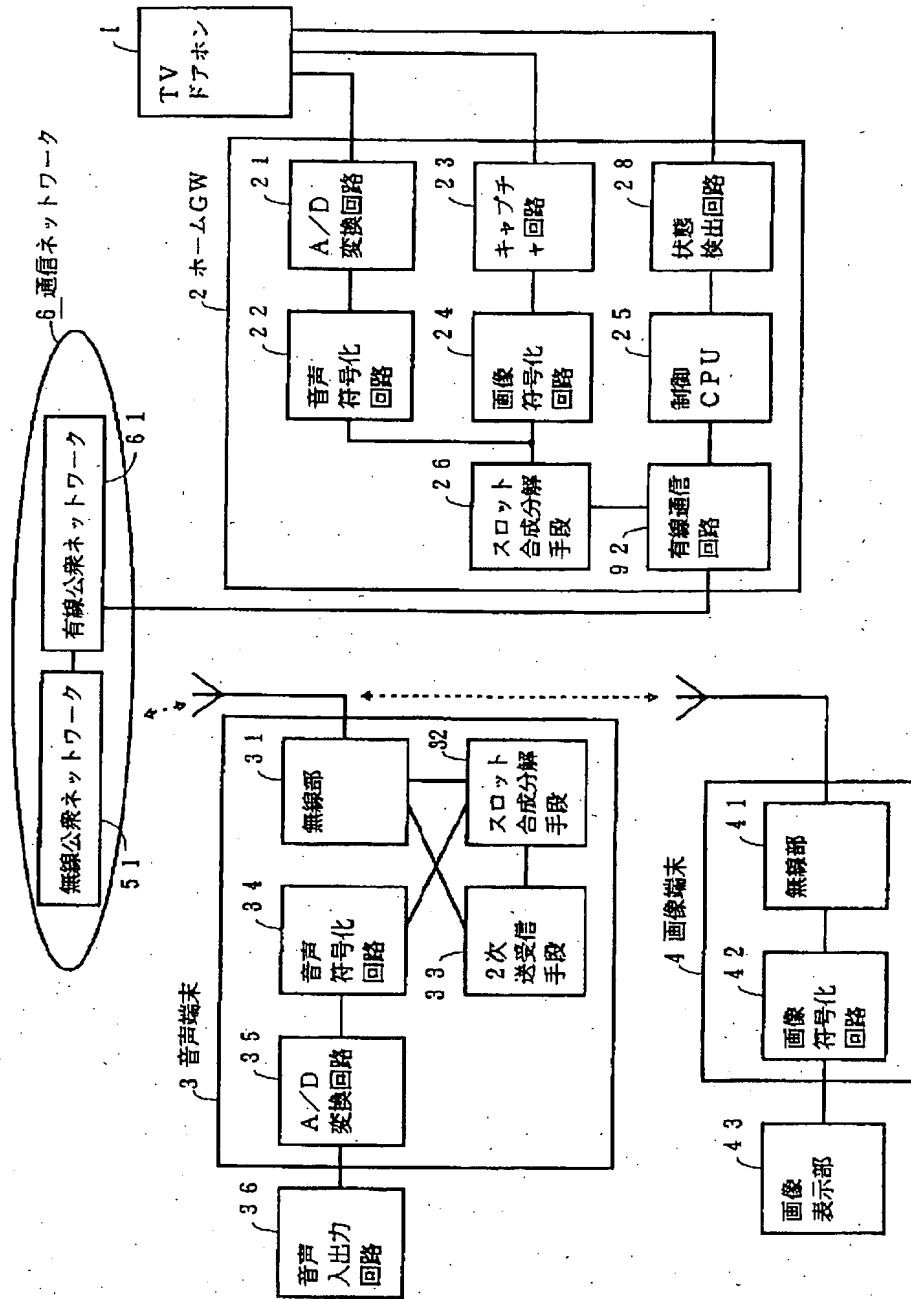 6 通信ネットワーク
無線公衆ネットワーク
51
有線公衆ネットワーク
61
1
TV
ドアホン
2 ホームGW
21
A/D
変換回路
22
音声
符号化
回路
23
キャプチ
ャ回路
24
画像
符号化
回路
26
スロット
合成分解
手段
28
状態
検出回路
25
制御
CPU
92
有線通信
回路
3 音声端末
31
無線部
32
スロット
合成分解
手段
33
2次
送受信
手段
34
音声
符号化
回路
35
A/D
変換回路
36
音声
入出力
回路
4 画像端末
41
無線部
42
画像
符号化
回路
43
画像
表示部